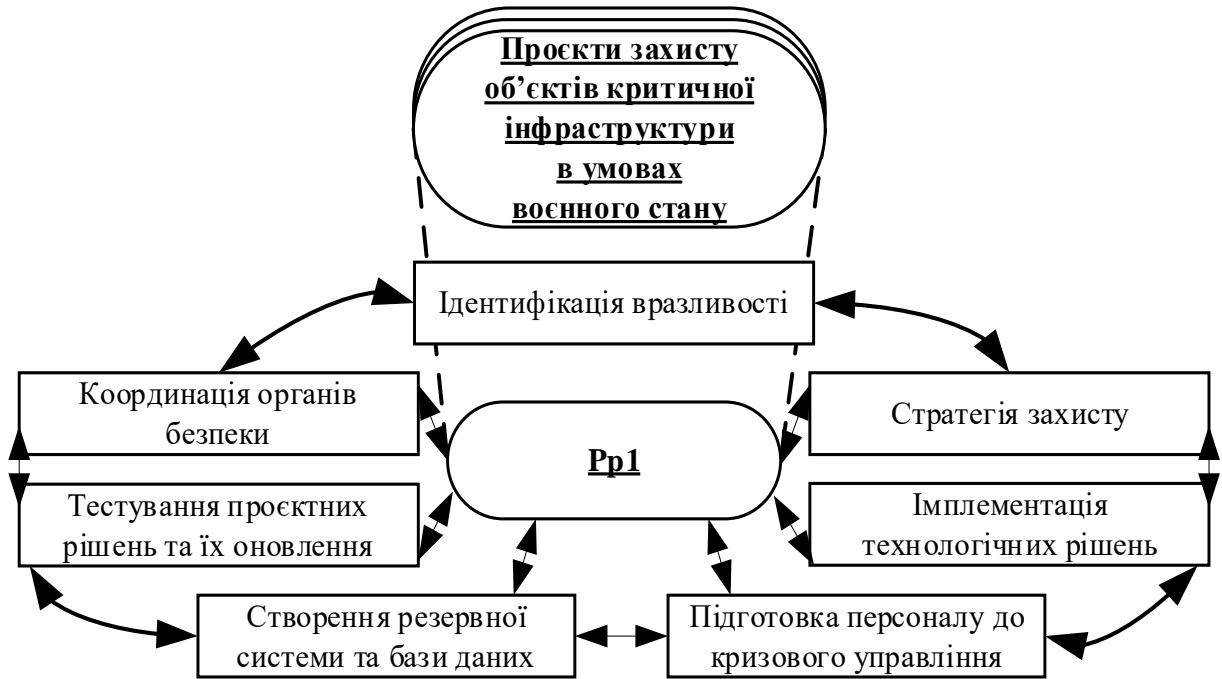 Проєкти захисту
об’єктів критичної
інфраструктури
в умовах
воєнного стану
Ідентифікація вразливості
Координація органів
безпеки
Стратегія захисту
Pp1
Тестування проєктних
рішень та їх оновлення
Імплементація
технологічних рішень
Створення резервної
системи та бази даних
Підготовка персоналу до
кризового управління